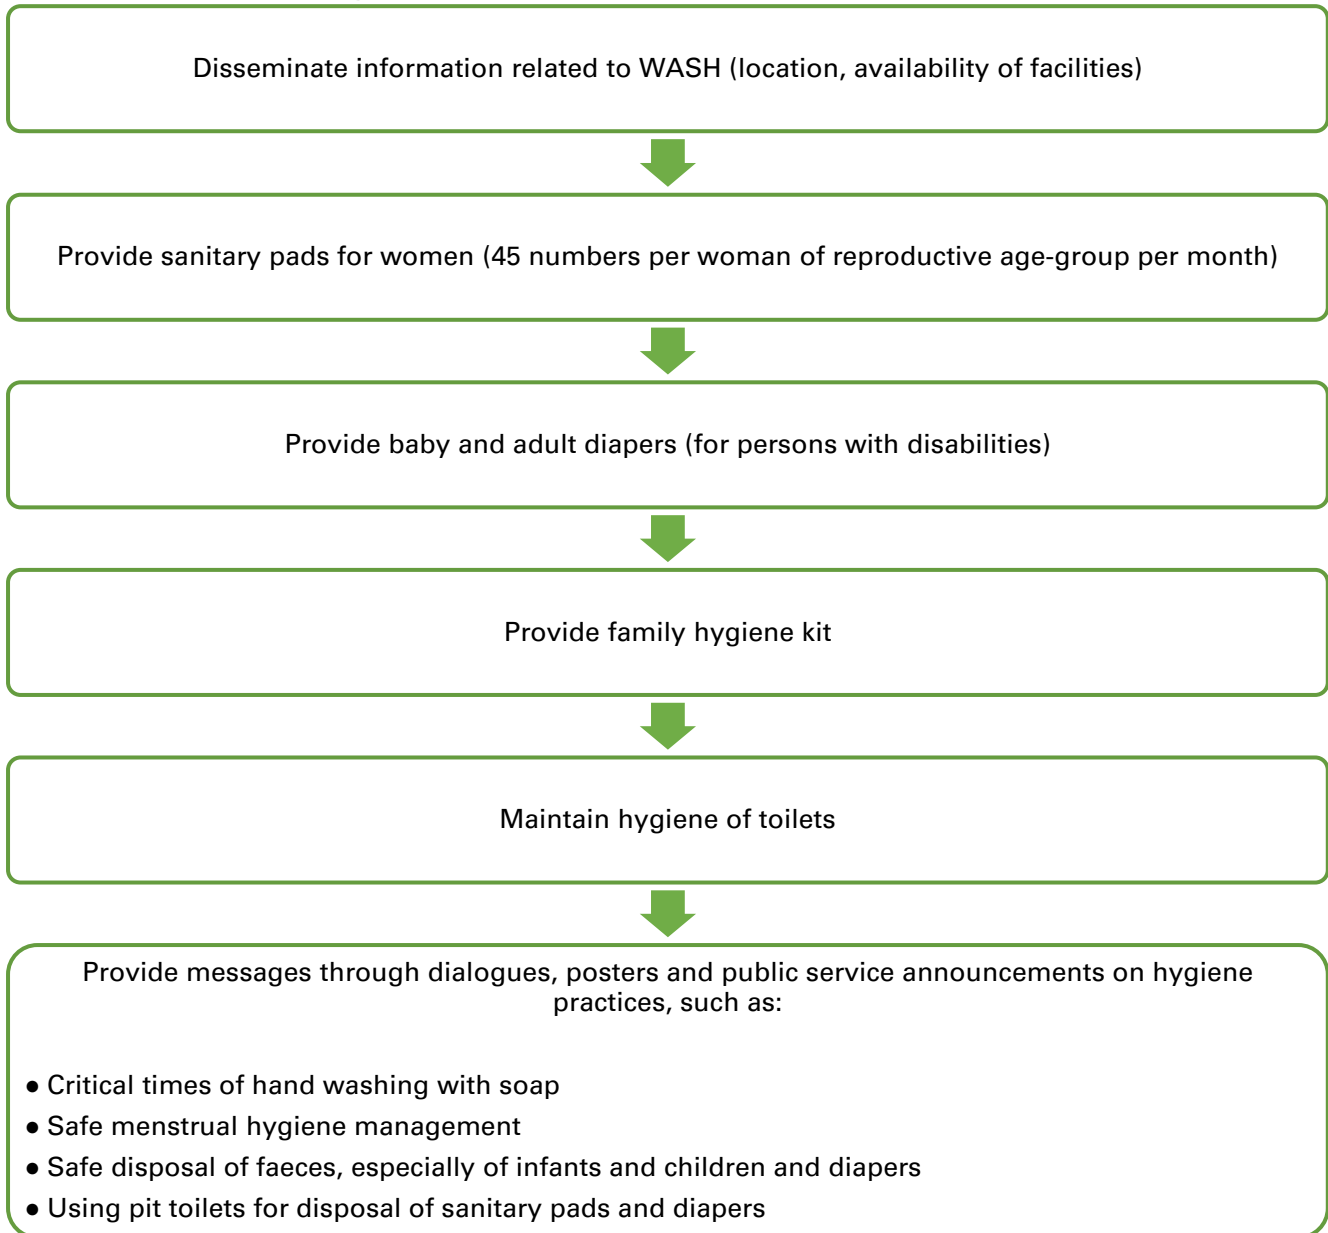 Disseminate information related to WASH (location, availability of facilities)
Provide sanitary pads for women (45 numbers per woman of reproductive age-group per month)
Provide baby and adult diapers (for persons with disabilities)
Provide family hygiene kit
Maintain hygiene of toilets
Provide messages through dialogues, posters and public service announcements on hygiene
practices, such as:
● Critical times of hand washing with soap
● Safe menstrual hygiene management
● Safe disposal of faeces, especially of infants and children and diapers
● Using pit toilets for disposal of sanitary pads and diapers